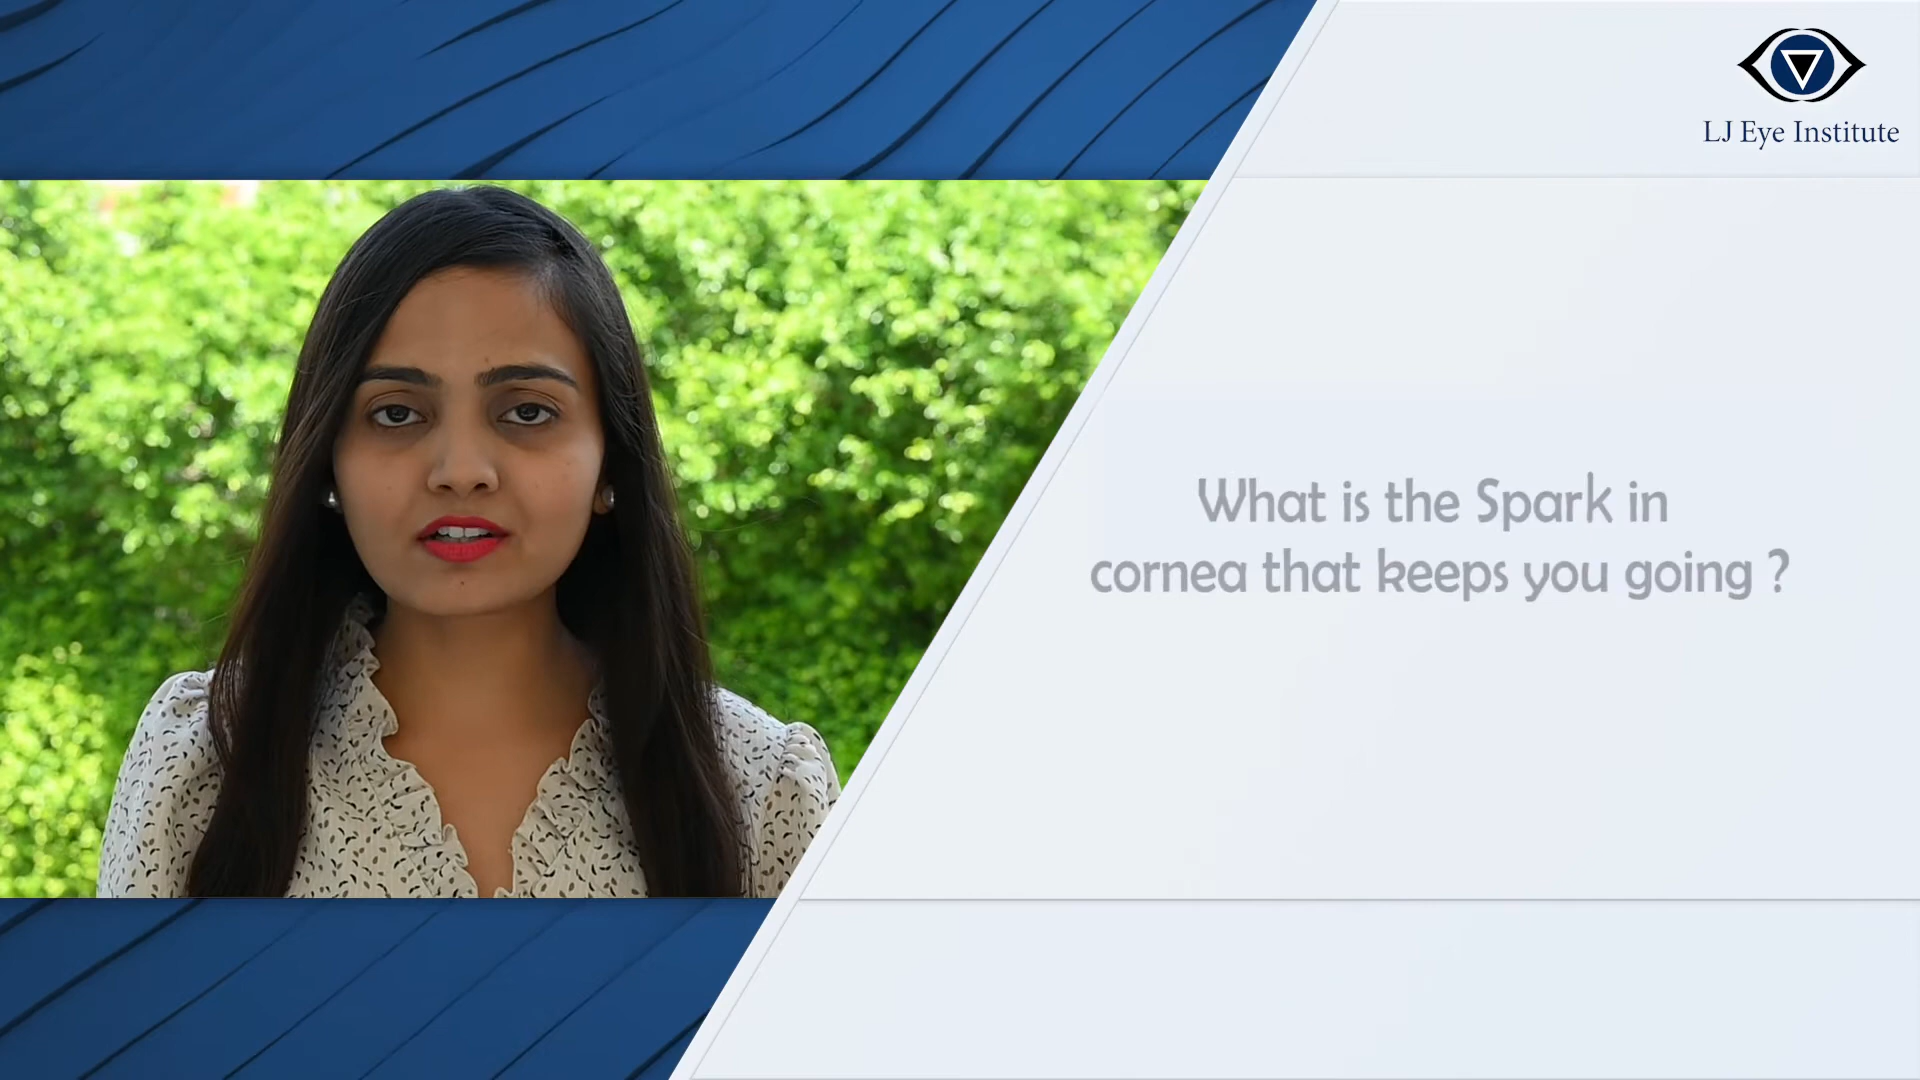 LJ Eye Institute
What is the Spark in
cornea that keeps you going ?